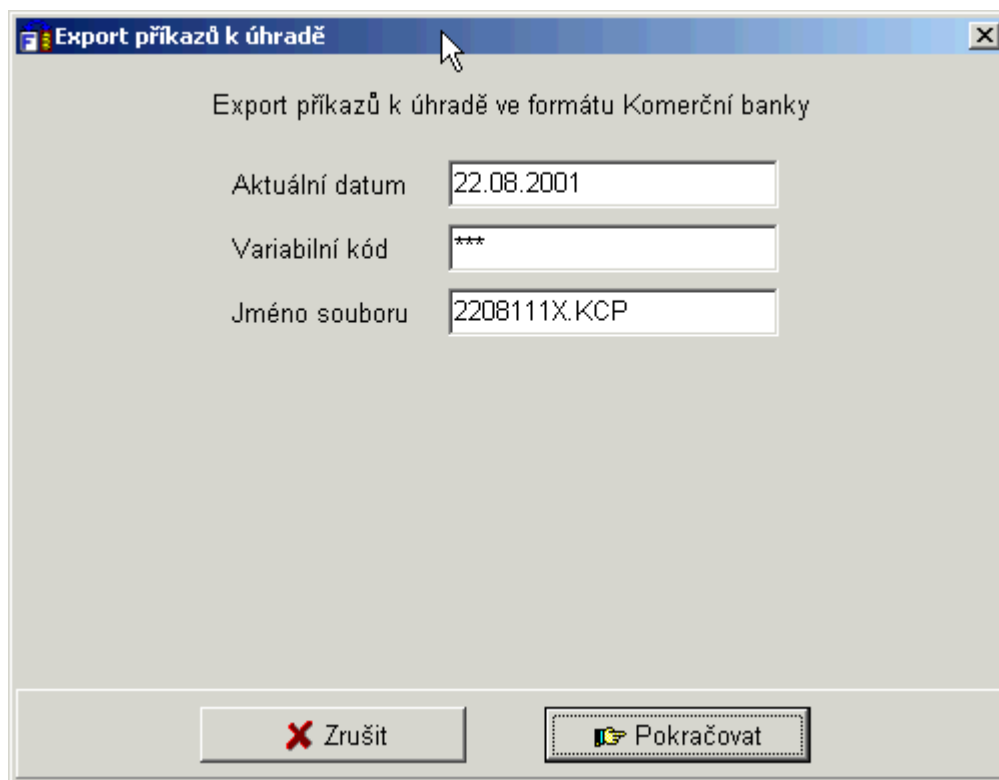 Export příkazů k úhradě
Export příkazů k úhradě ve formátu Komerční banky
Aktuální datum 22.08.2001
Variabilní kód ***
Jméno souboru 2208111X.KCP
Zrušit Pokračovat